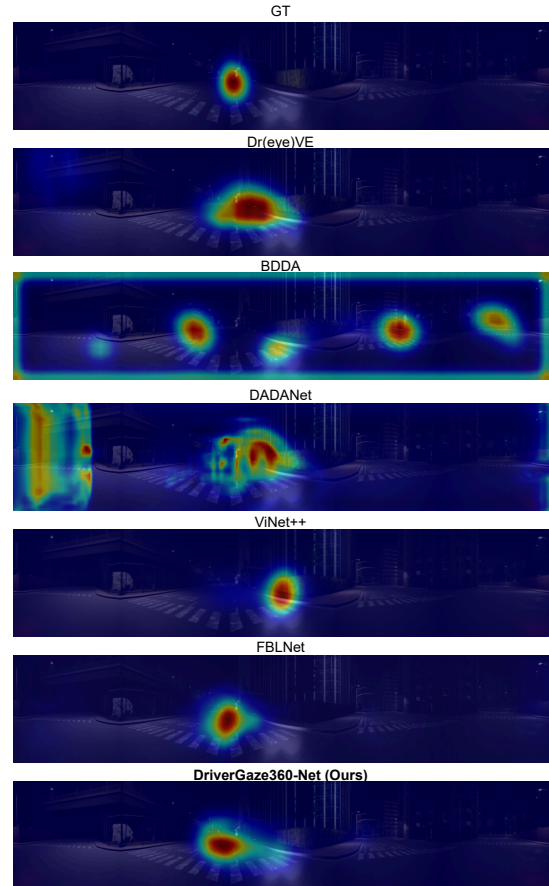 GT
Dr(eye)VE
BDDA
DADANet
ViNet++
FBLNet
DriverGaze360-Net (Ours)